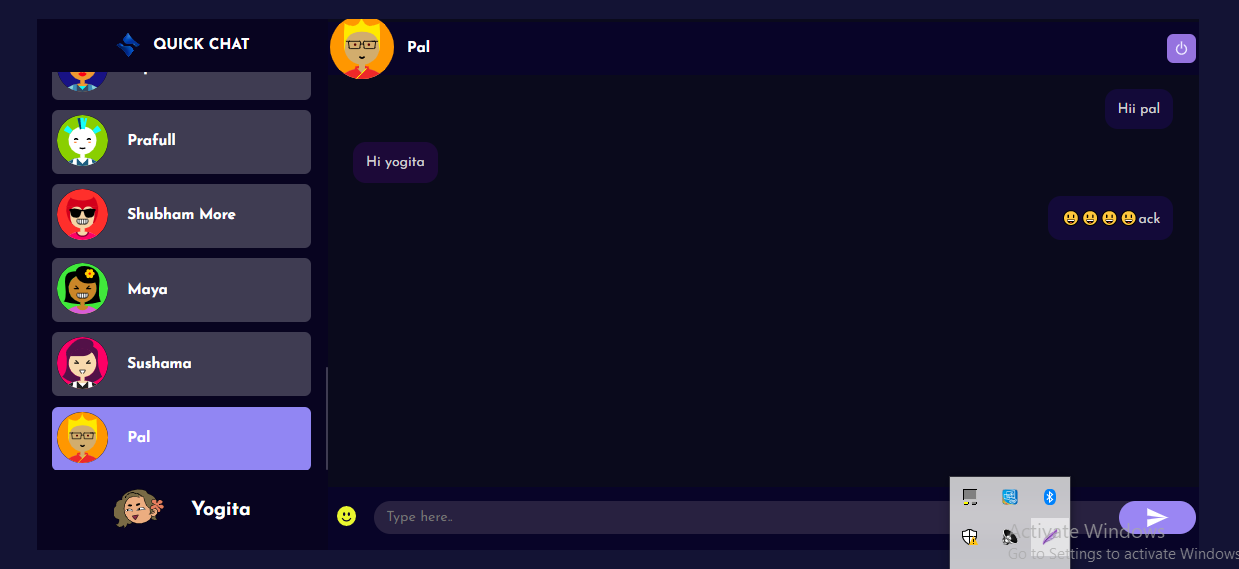 QUICK CHAT
Prafull
Shubham More
Maya
Sushama
Pal
Yogita
Pal
Hii pal
Hi yogita
😃 😃 😃 😃 ack
Type here..
Activate Windows
Go to Settings to activate Windows